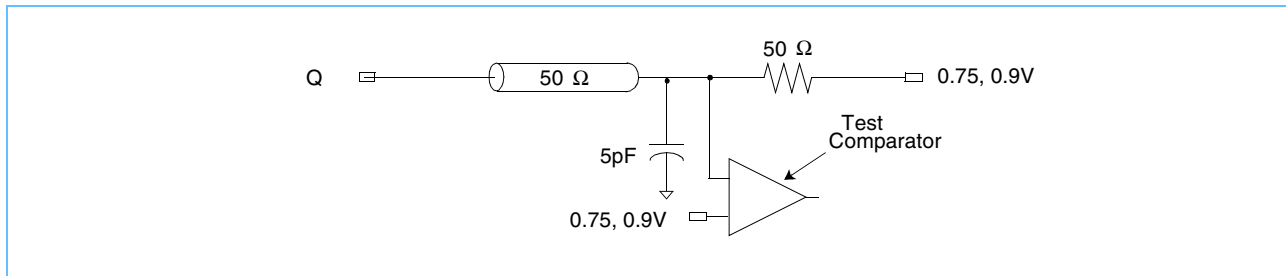 50 Ω
Q
50 Ω
0.75, 0.9V
Test
Comparator
5pF
0.75, 0.9V